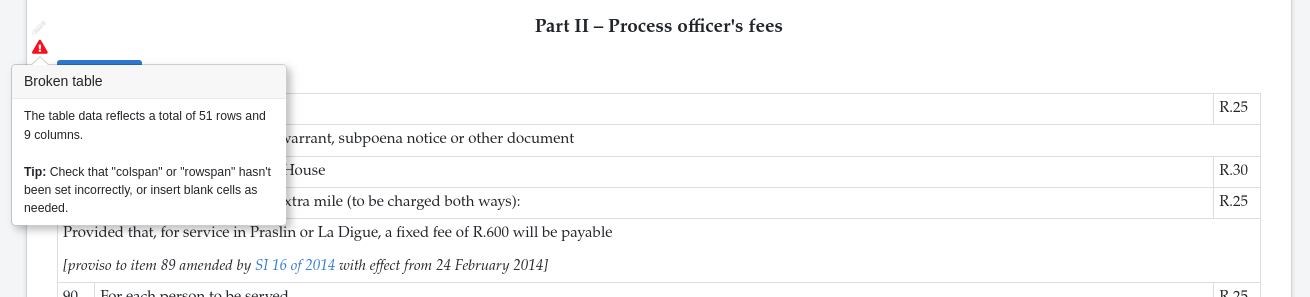 Part II – Process officer's fees
Broken table
The table data reflects a total of 51 rows and
9 columns.
Tip: Check that "colspan" or "rowspan" hasn't
been set incorrectly, or insert blank cells as
needed.
R.25
warrant, subpoena notice or other document
House R.30
extra mile (to be charged both ways): R.25
Provided that, for service in Praslin or La Digue, a fixed fee of R.600 will be payable
[proviso to item 89 amended by SI 16 of 2014 with effect from 24 February 2014]
90 For each person to be served R.25